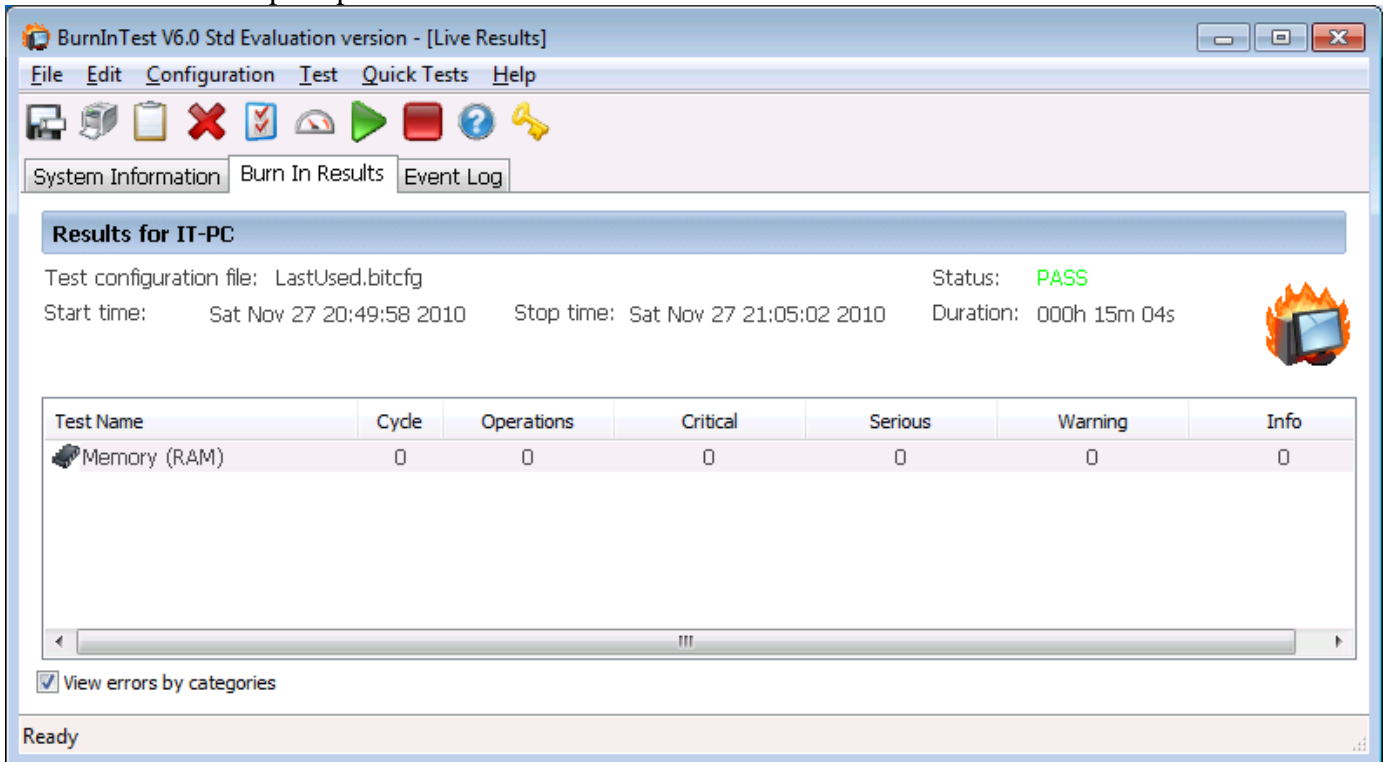 BurnInTest V6.0 Std Evaluation version - [Live Results]
File Edit Configuration Test Quick Tests Help
System Information Burn In Results Event Log
Results for IT-PC
Test configuration file: LastUsed.bitcfg Status: PASS
Start time: Sat Nov 27 20:49:58 2010 Stop time: Sat Nov 27 21:05:02 2010 Duration: 000h 15m 04s
Test Name Cycle Operations Critical Serious Warning Info
Memory (RAM) 0 0 0 0 0 0
View errors by categories
Ready